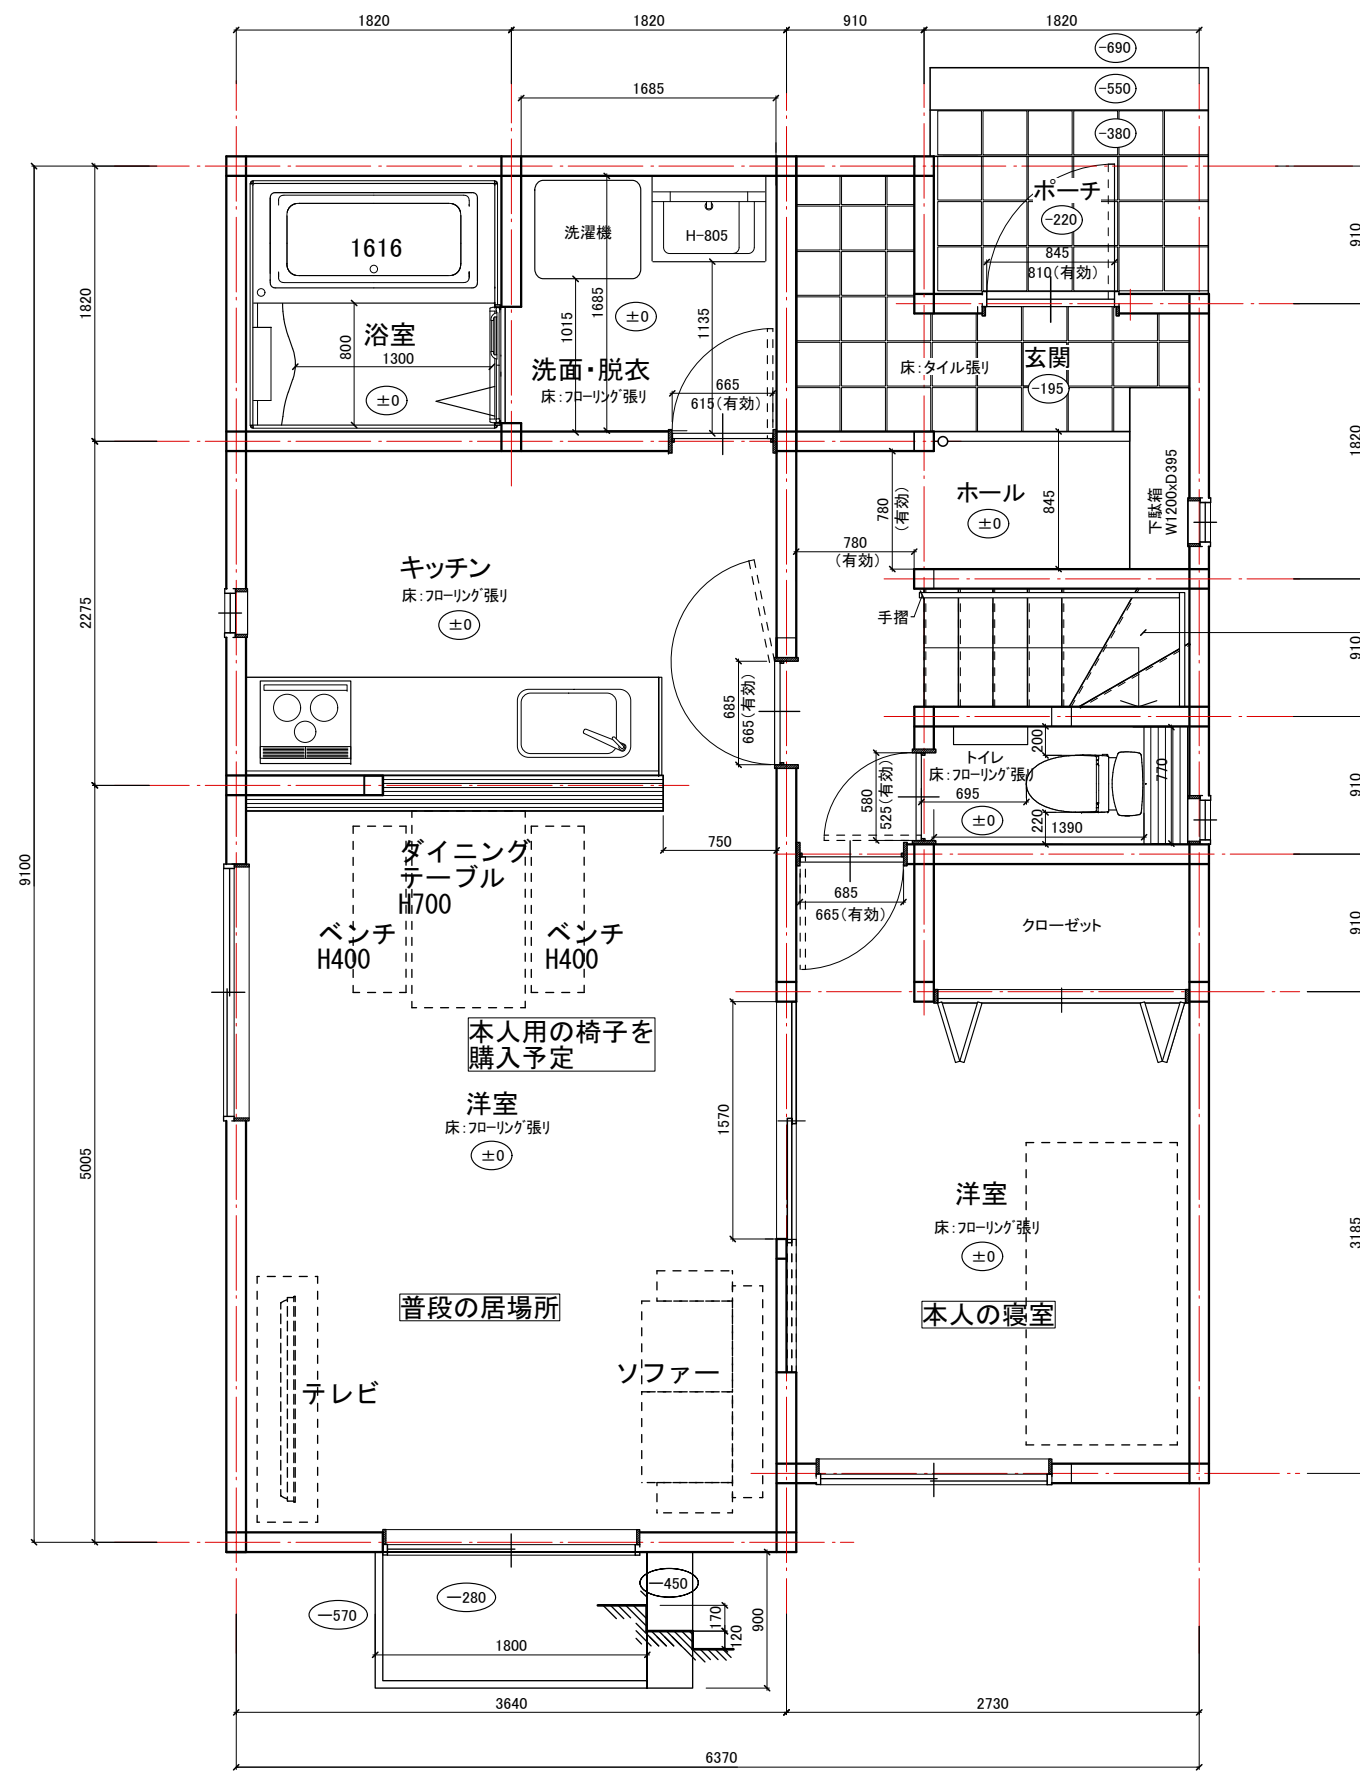 1820
1820
910
1820
-690
-550
-380
1685
ポーチ
-220
845
810(有効)
910
1616
洗濯機
H-805
1820
浴室
800
1300
±0
1015
1685
±0
1135
洗面・脱衣
床:フローリング張り
665
615(有効)
床:タイル張り
玄関
-195
1820
ホール
±0
845
780
(有効)
780
(有効)
下駄箱
W1200xD395
キッチン
床:フローリング張り
±0
2275
手摺
910
685
665(有効)
トイレ
床:フローリング張り
200
770
695
580
525(有効)
±0
220
1390
910
9100
750
ダイニング
テーブル
H700
ベンチ
H400
ベンチ
H400
685
665(有効)
クローゼット
910
本人用の椅子を
購入予定
洋室
床:フローリング張り
±0
1570
5005
洋室
床:フローリング張り
±0
3185
普段の居場所
本人の寝室
テレビ
ソファー
-570
-280
-450
170
120
900
1800
3640
2730
6370